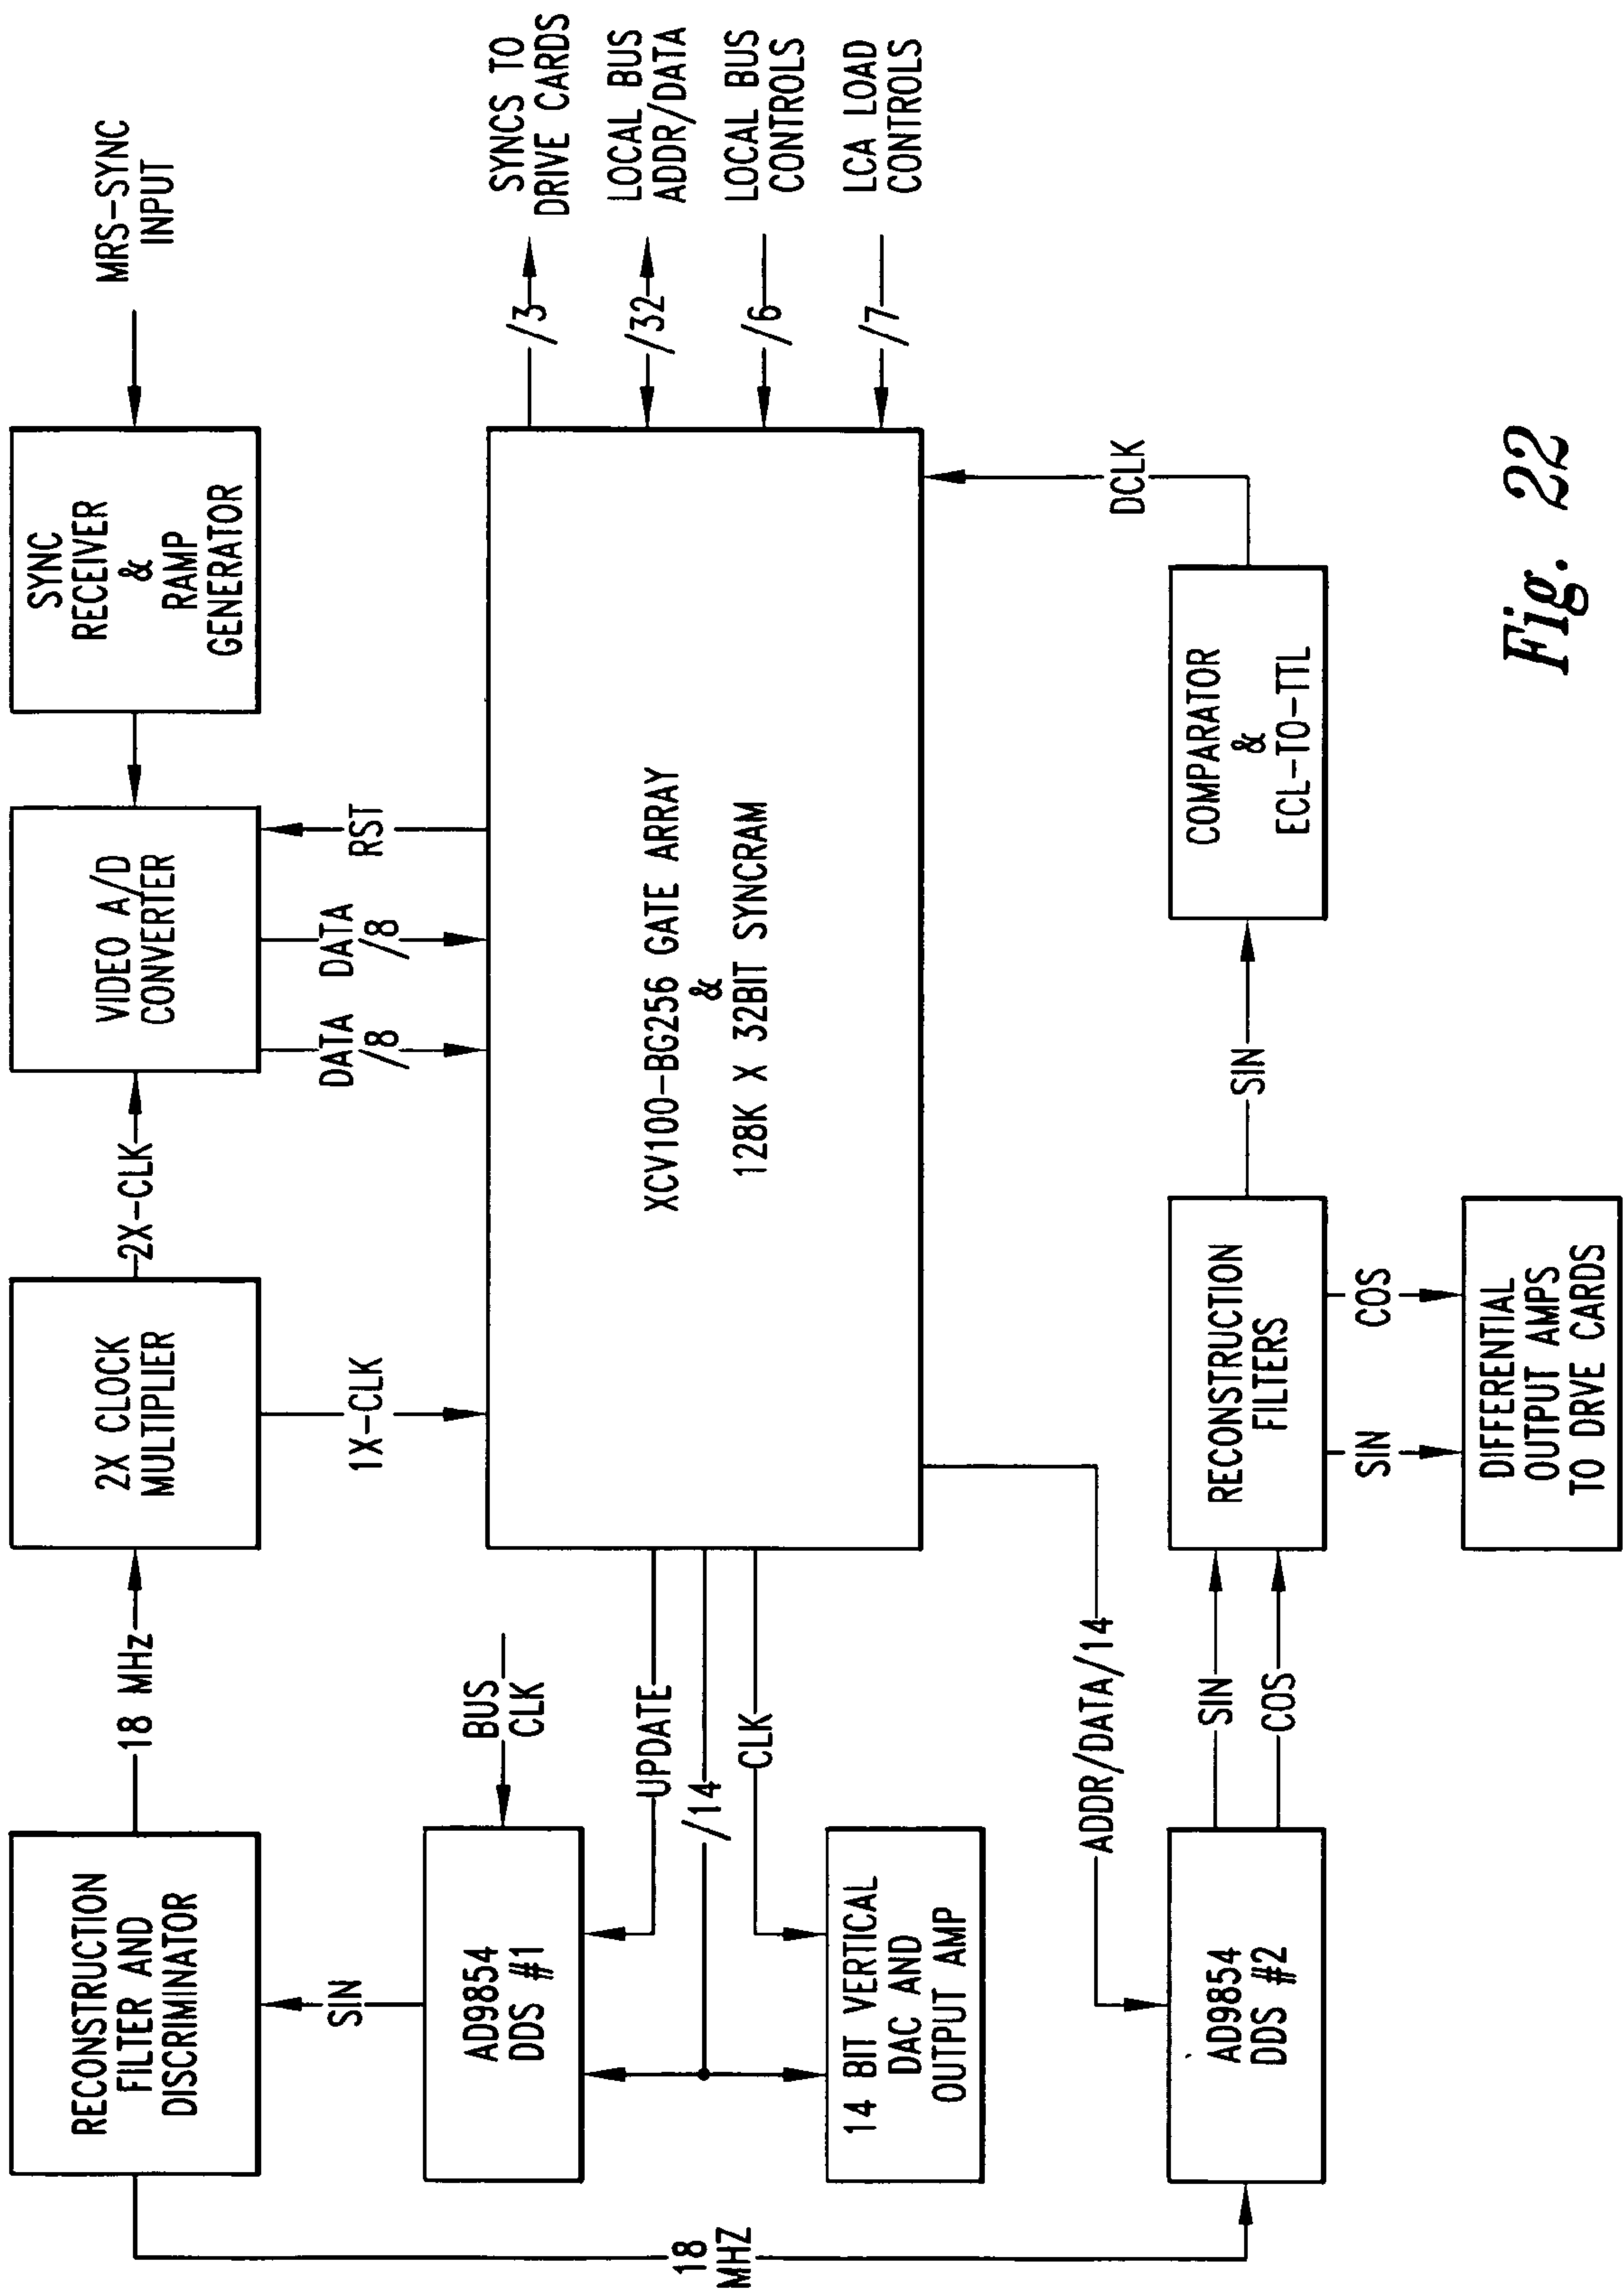 RECONSTRUCTION
FILTER AND
DISCRIMINATOR
18 MHz
2X CLOCK
MULTIPLIER
2X-CLK
VIDEO A/D
CONVERTER
SYNC
RECEIVER
&
RAMP
GENERATOR
MRS-SYNC
INPUT
SIN
1X-CLK
DATA
/8
DATA
/8
RST
AD9854
DDS #1
BUS
CLK
UPDATE
/14
CLK
XCV100-BG256 GATE ARRAY
&
128K X 32BIT SYNCRAM
/3
SYNCS TO
DRIVE CARDS
/32
LOCAL BUS
ADDR/DATA
/6
LOCAL BUS
CONTROLS
/7
LCA LOAD
CONTROLS
14 BIT VERTICAL
DAC AND
OUTPUT AMP
ADDR/DATA/14
DCLK
18
MHZ
AD9854
DDS #2
SIN
COS
RECONSTRUCTION
FILTERS
SIN
COMPARATOR
&
ECL-TO-TTL
SIN
COS
DIFFERENTIAL
OUTPUT AMPS
TO DRVE CARDS
Fig. 22